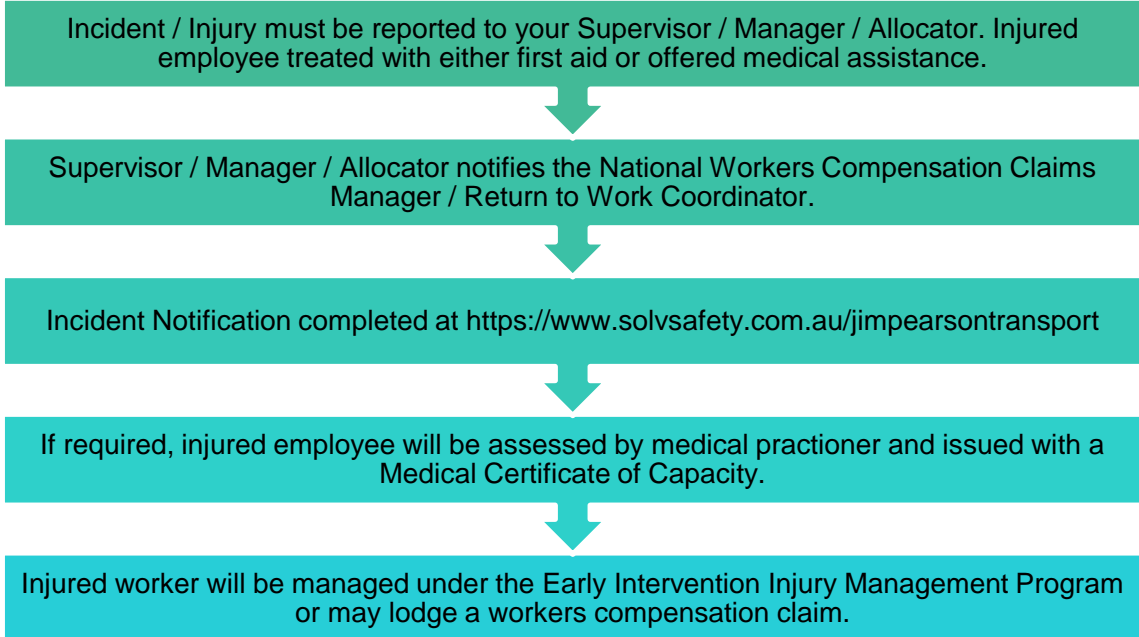 Incident / Injury must be reported to your Supervisor / Manager / Allocator. Injured
employee treated with either first aid or offered medical assistance.
Supervisor / Manager / Allocator notifies the National Workers Compensation Claims
Manager / Return to Work Coordinator.
Incident Notification completed at https://www.solvsafety.com.au/jimpearsontransport
If required, injured employee will be assessed by medical practioner and issued with a
Medical Certificate of Capacity.
Injured worker will be managed under the Early Intervention Injury Management Program
or may lodge a workers compensation claim.